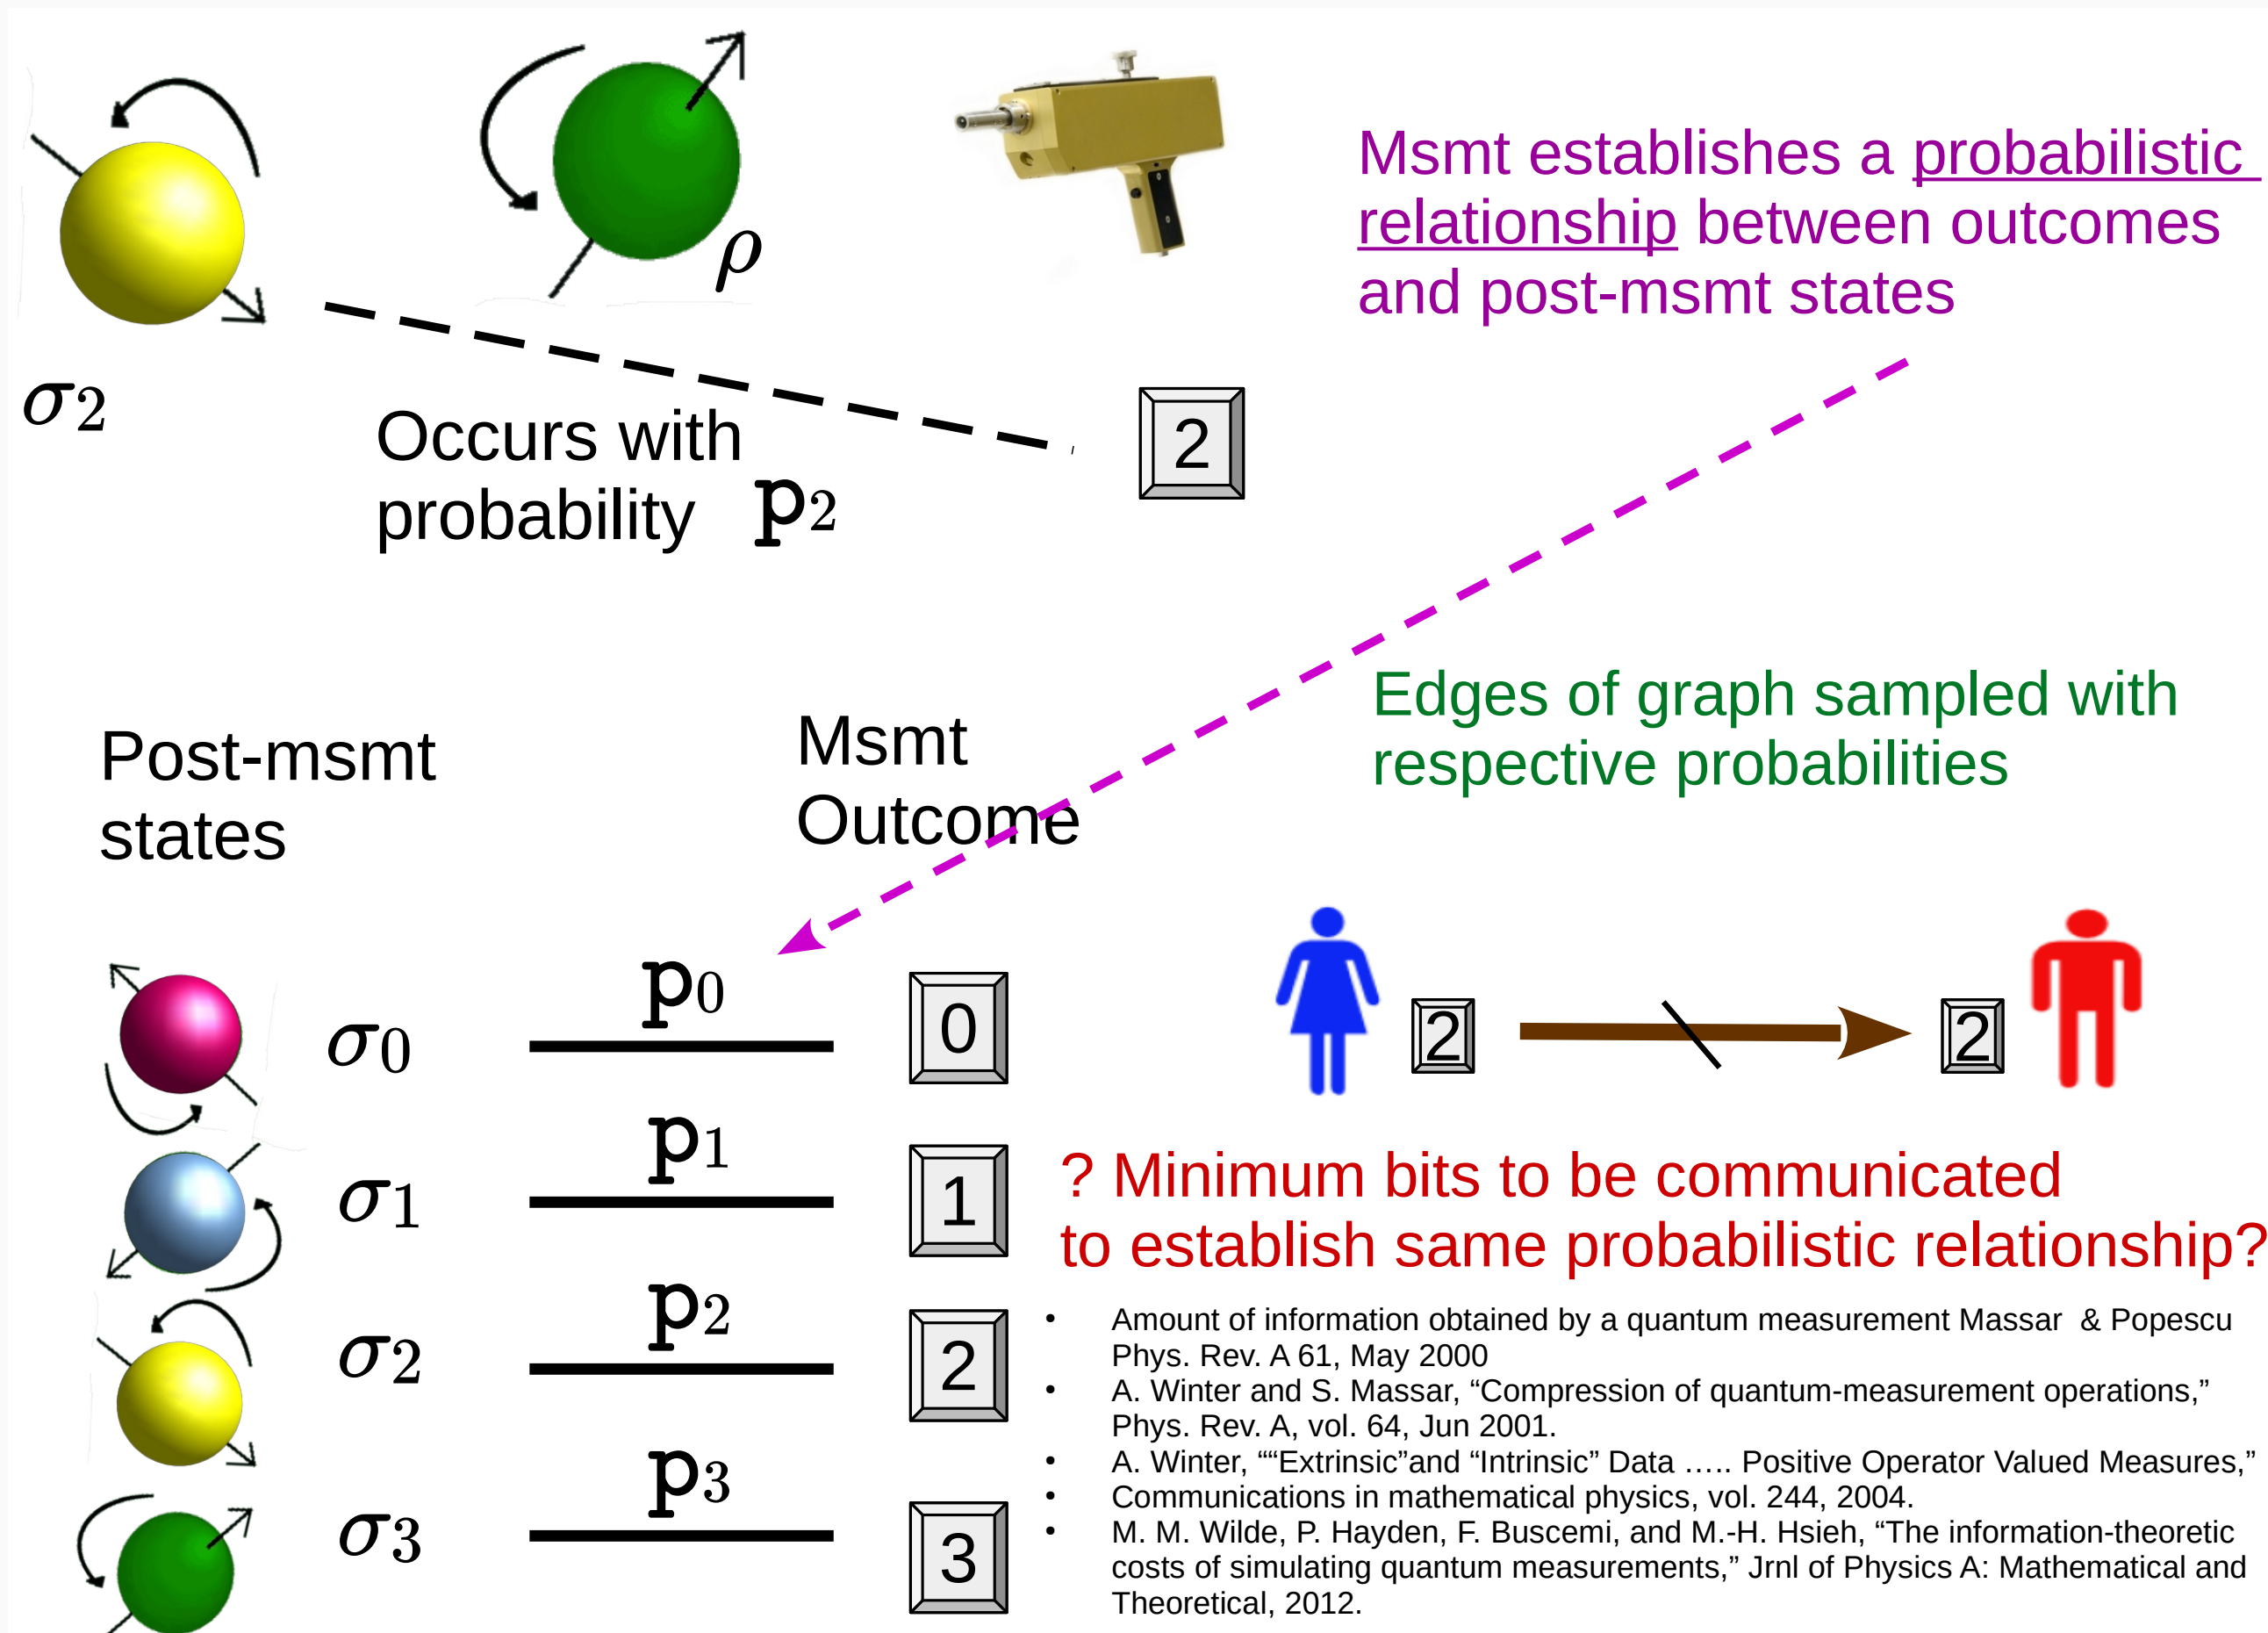 ρ
Msmt establishes a probabilistic
relationship between outcomes
and post-msmt states
σ2
Occurs with
probability p2
2
Edges of graph sampled with
respective probabilities
Post-msmt
states
Msmt
Outcome
σ0 p0 0
σ1 p1 1
σ2 p2 2
σ3 p3 3
2 2
? Minimum bits to be communicated
to establish same probabilistic relationship?
• Amount of information obtained by a quantum measurement Massar & Popescu
Phys. Rev. A 61, May 2000
• A. Winter and S. Massar, “Compression of quantum-measurement operations,”
Phys. Rev. A, vol. 64, Jun 2001.
• A. Winter, ““Extrinsic”and “Intrinsic” Data ….. Positive Operator Valued Measures,”
• Communications in mathematical physics, vol. 244, 2004.
• M. M. Wilde, P. Hayden, F. Buscemi, and M.-H. Hsieh, “The information-theoretic
costs of simulating quantum measurements,” Jrnl of Physics A: Mathematical and
Theoretical, 2012.